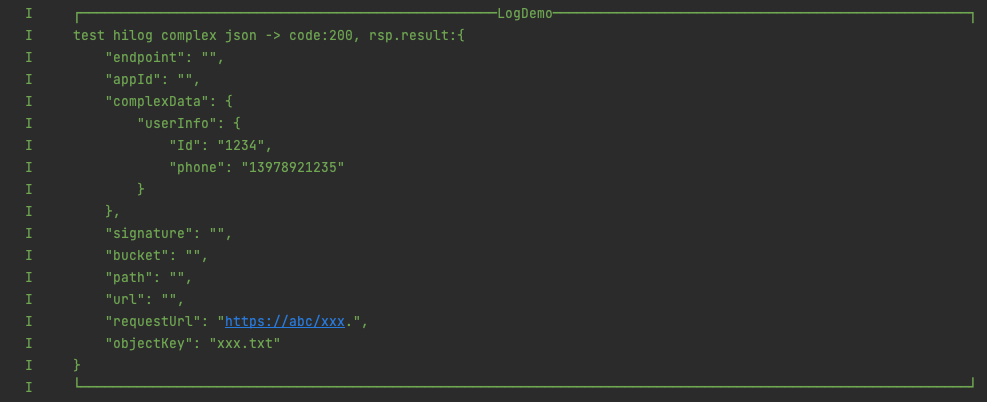 I LogDemo
I test hilog complex json -> code:200, rsp.result:{
I     "endpoint": "",
I     "appId": "",
I     "complexData": {
I         "userInfo": {
I             "Id": "1234",
I             "phone": "13978921235"
I         }
I     },
I     "signature": "",
I     "bucket": "",
I     "path": "",
I     "url": "",
I     "requestUrl": "https://abc/xxx.",
I     "objectKey": "xxx.txt"
I }
I